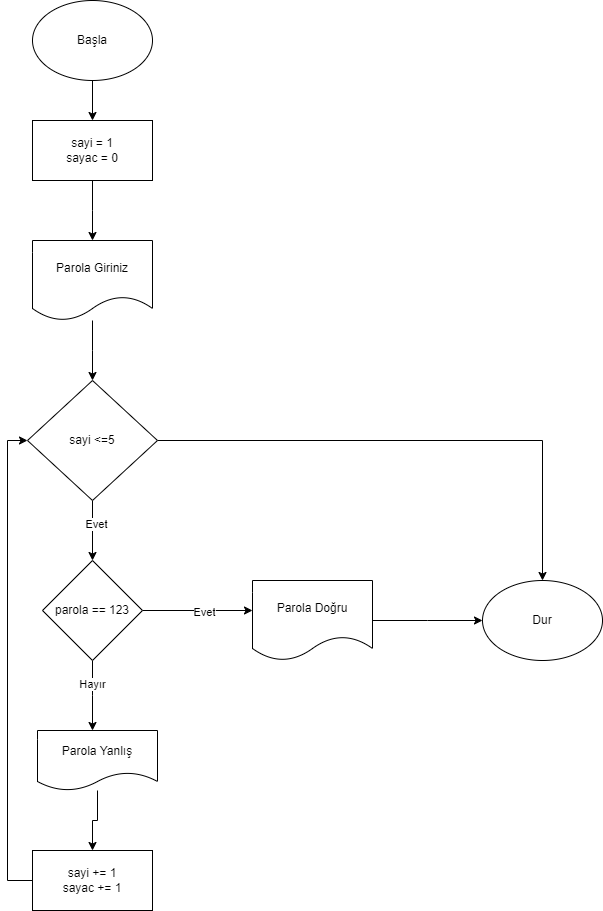 Başla
sayi = 1
sayac = 0
Parola Giriniz
sayi <=5
Evet
parola == 123
Evet
Parola Doğru
Dur
Hayır
Parola Yanlış
sayi += 1
sayac += 1